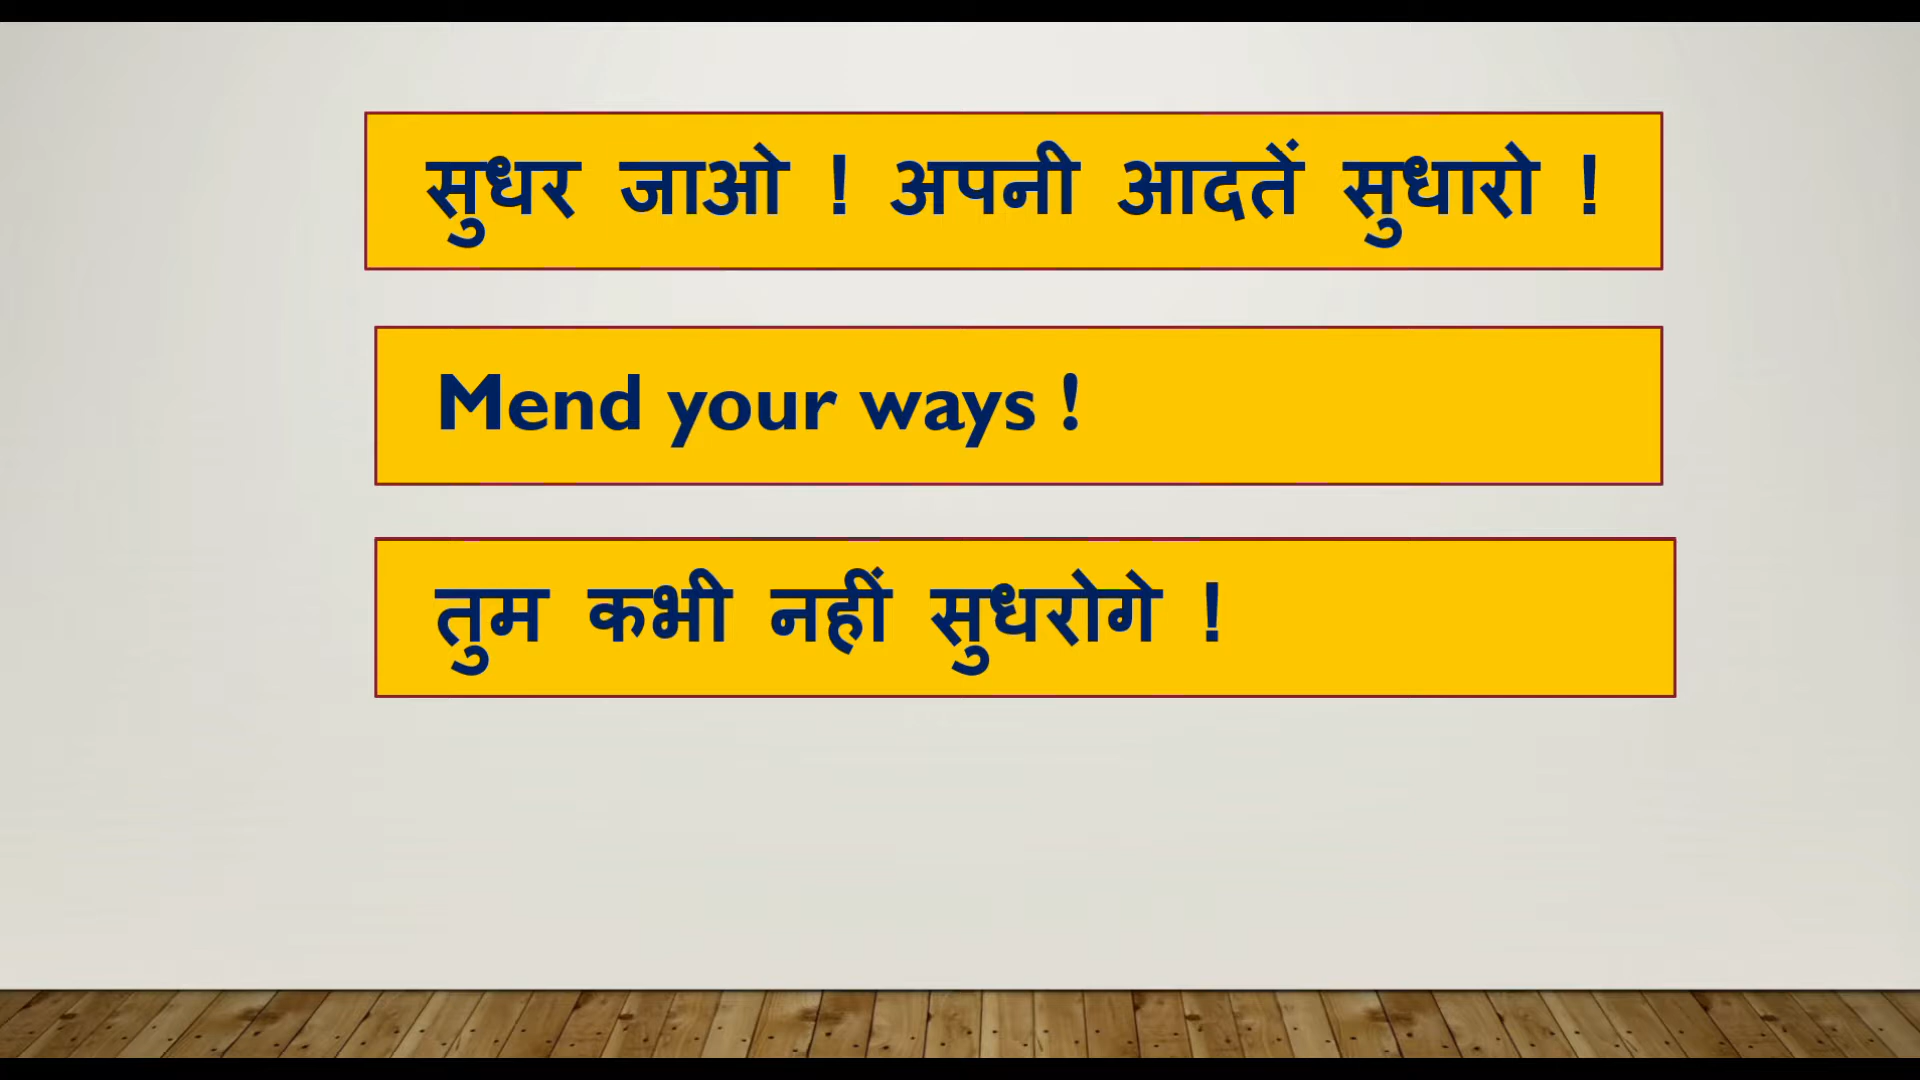 सुधर जाओ ! अपनी आदतें सुधारो !
Mend your ways !
तुम कभी नहीं सुधरोगे !